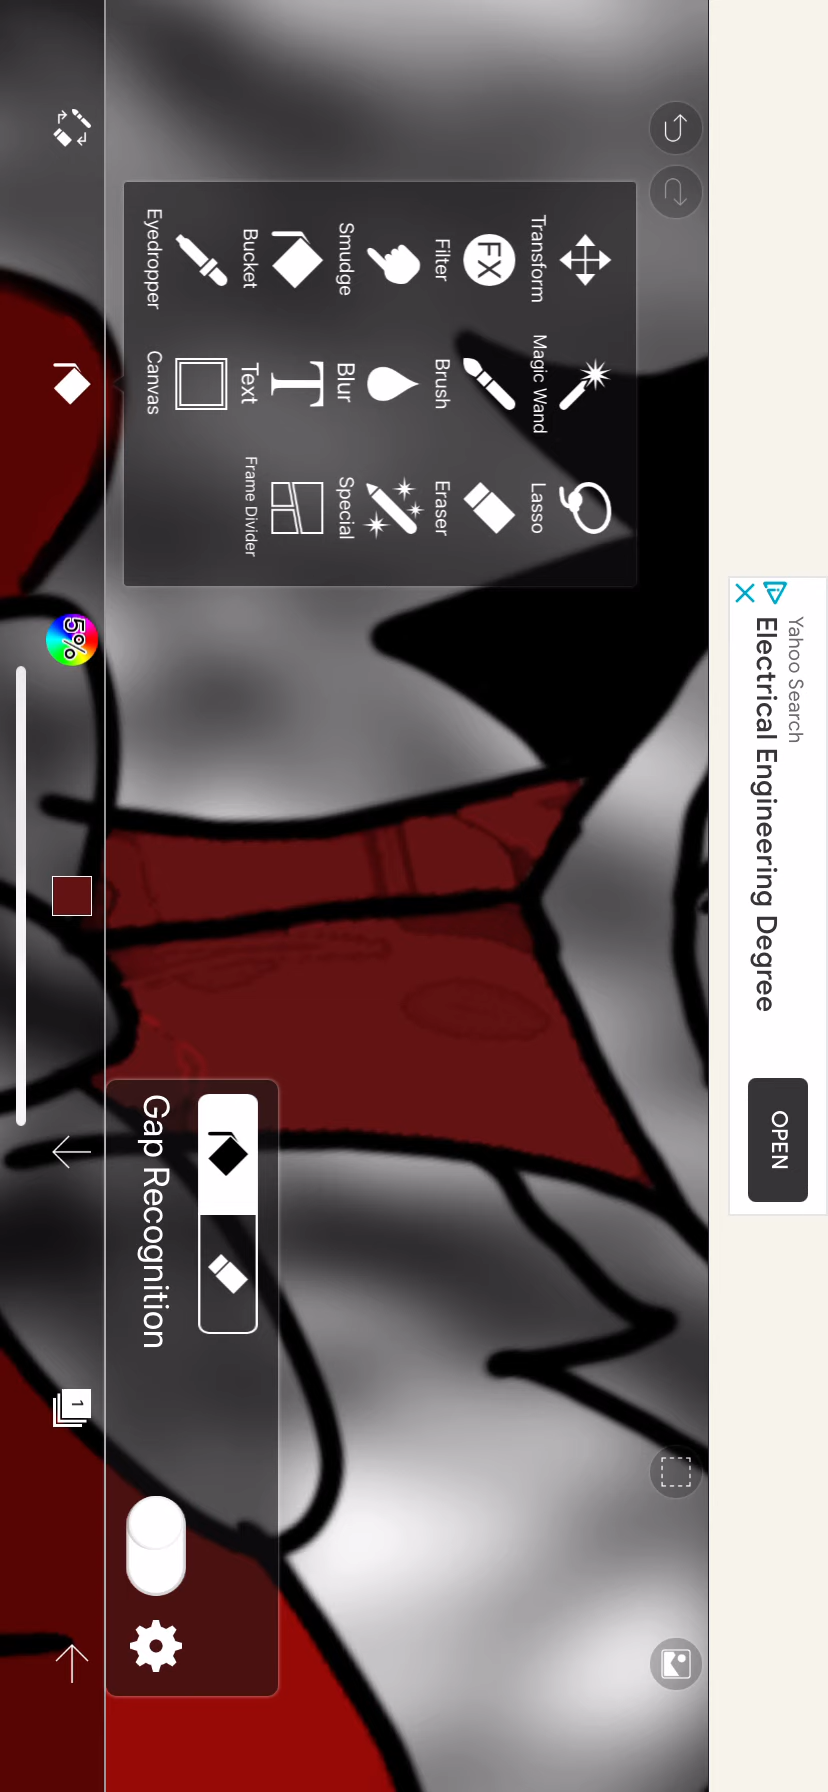 Yahoo Search
Electrical Engineering Degree
OPEN
Transform
Magic Wand
Lasso
FX
Filter
Brush
Eraser
Smudge
Blur
Special
Bucket
Text
Frame Divider
Eyedropper
Canvas
Gap Recognition
5%
1